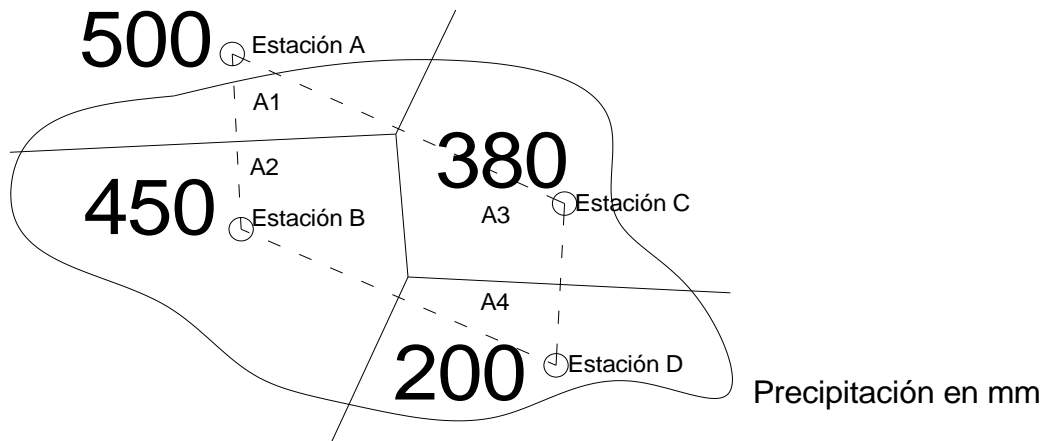 500
Estación A
A1
A2
380
450
Estación B
A3
Estación C
A4
200
Estación D
Precipitación en mm